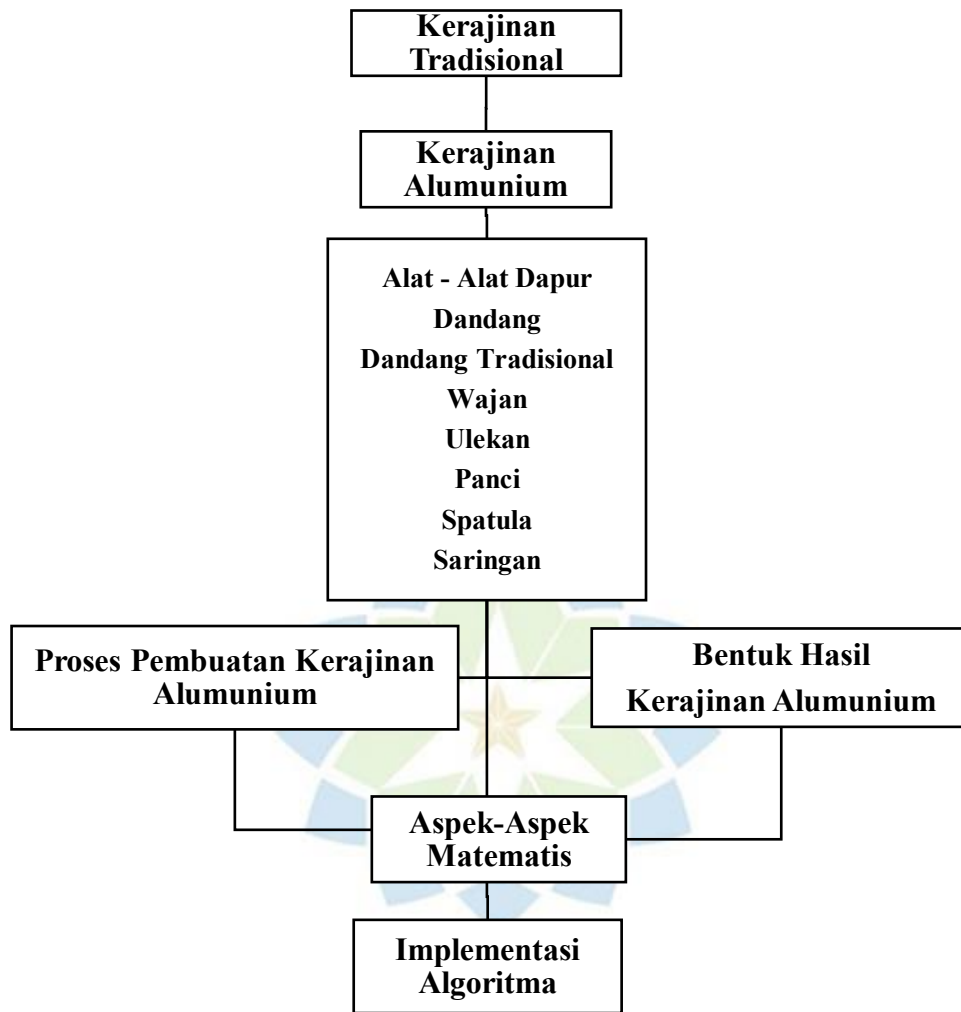 Kerajinan
Tradisional
Kerajinan
Alumunium
Alat - Alat Dapur
Dandang
Dandang Tradisional
Wajan
Ulekan
Panci
Spatula
Saringan
Proses Pembuatan Kerajinan
Alumunium
Bentuk Hasil
Kerajinan Alumunium
Aspek-Aspek
Matematis
Implementasi
Algoritma